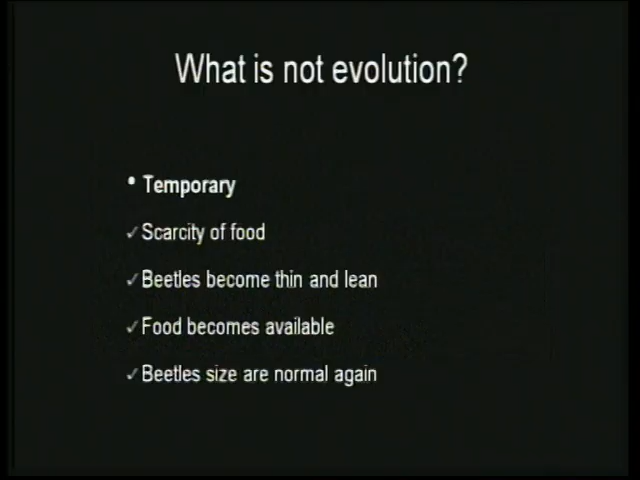 What is not evolution?
• Temporary
✓Scarcity of food
✓Beetles become thin and lean
✓Food becomes available
✓Beetles size are normal again